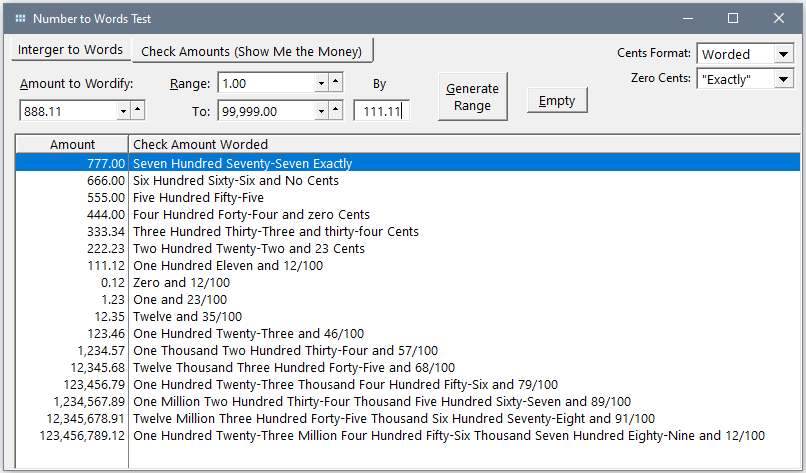 Number to Words Test
Interger to Words
Check Amounts (Show Me the Money)
Cents Format: Worded
Zero Cents: "Exactly"
Amount to Wordify:
888.11
Range: 1.00
To: 99,999.00
By
111.11
Generate
Range
Empty
Amount Check Amount Worded
777.00 Seven Hundred Seventy-Seven Exactly
666.00 Six Hundred Sixty-Six and No Cents
555.00 Five Hundred Fifty-Five
444.00 Four Hundred Forty-Four and zero Cents
333.34 Three Hundred Thirty-Three and thirty-four Cents
222.23 Two Hundred Twenty-Two and 23 Cents
111.12 One Hundred Eleven and 12/100
0.12 Zero and 12/100
1.23 One and 23/100
12.35 Twelve and 35/100
123.46 One Hundred Twenty-Three and 46/100
1,234.57 One Thousand Two Hundred Thirty-Four and 57/100
12,345.68 Twelve Thousand Three Hundred Forty-Five and 68/100
123,456.79 One Hundred Twenty-Three Thousand Four Hundred Fifty-Six and 79/100
1,234,567.89 One Million Two Hundred Thirty-Four Thousand Five Hundred Sixty-Seven and 89/100
12,345,678.91 Twelve Million Three Hundred Forty-Five Thousand Six Hundred Seventy-Eight and 91/100
123,456,789.12 One Hundred Twenty-Three Million Four Hundred Fifty-Six Thousand Seven Hundred Eighty-Nine and 12/100